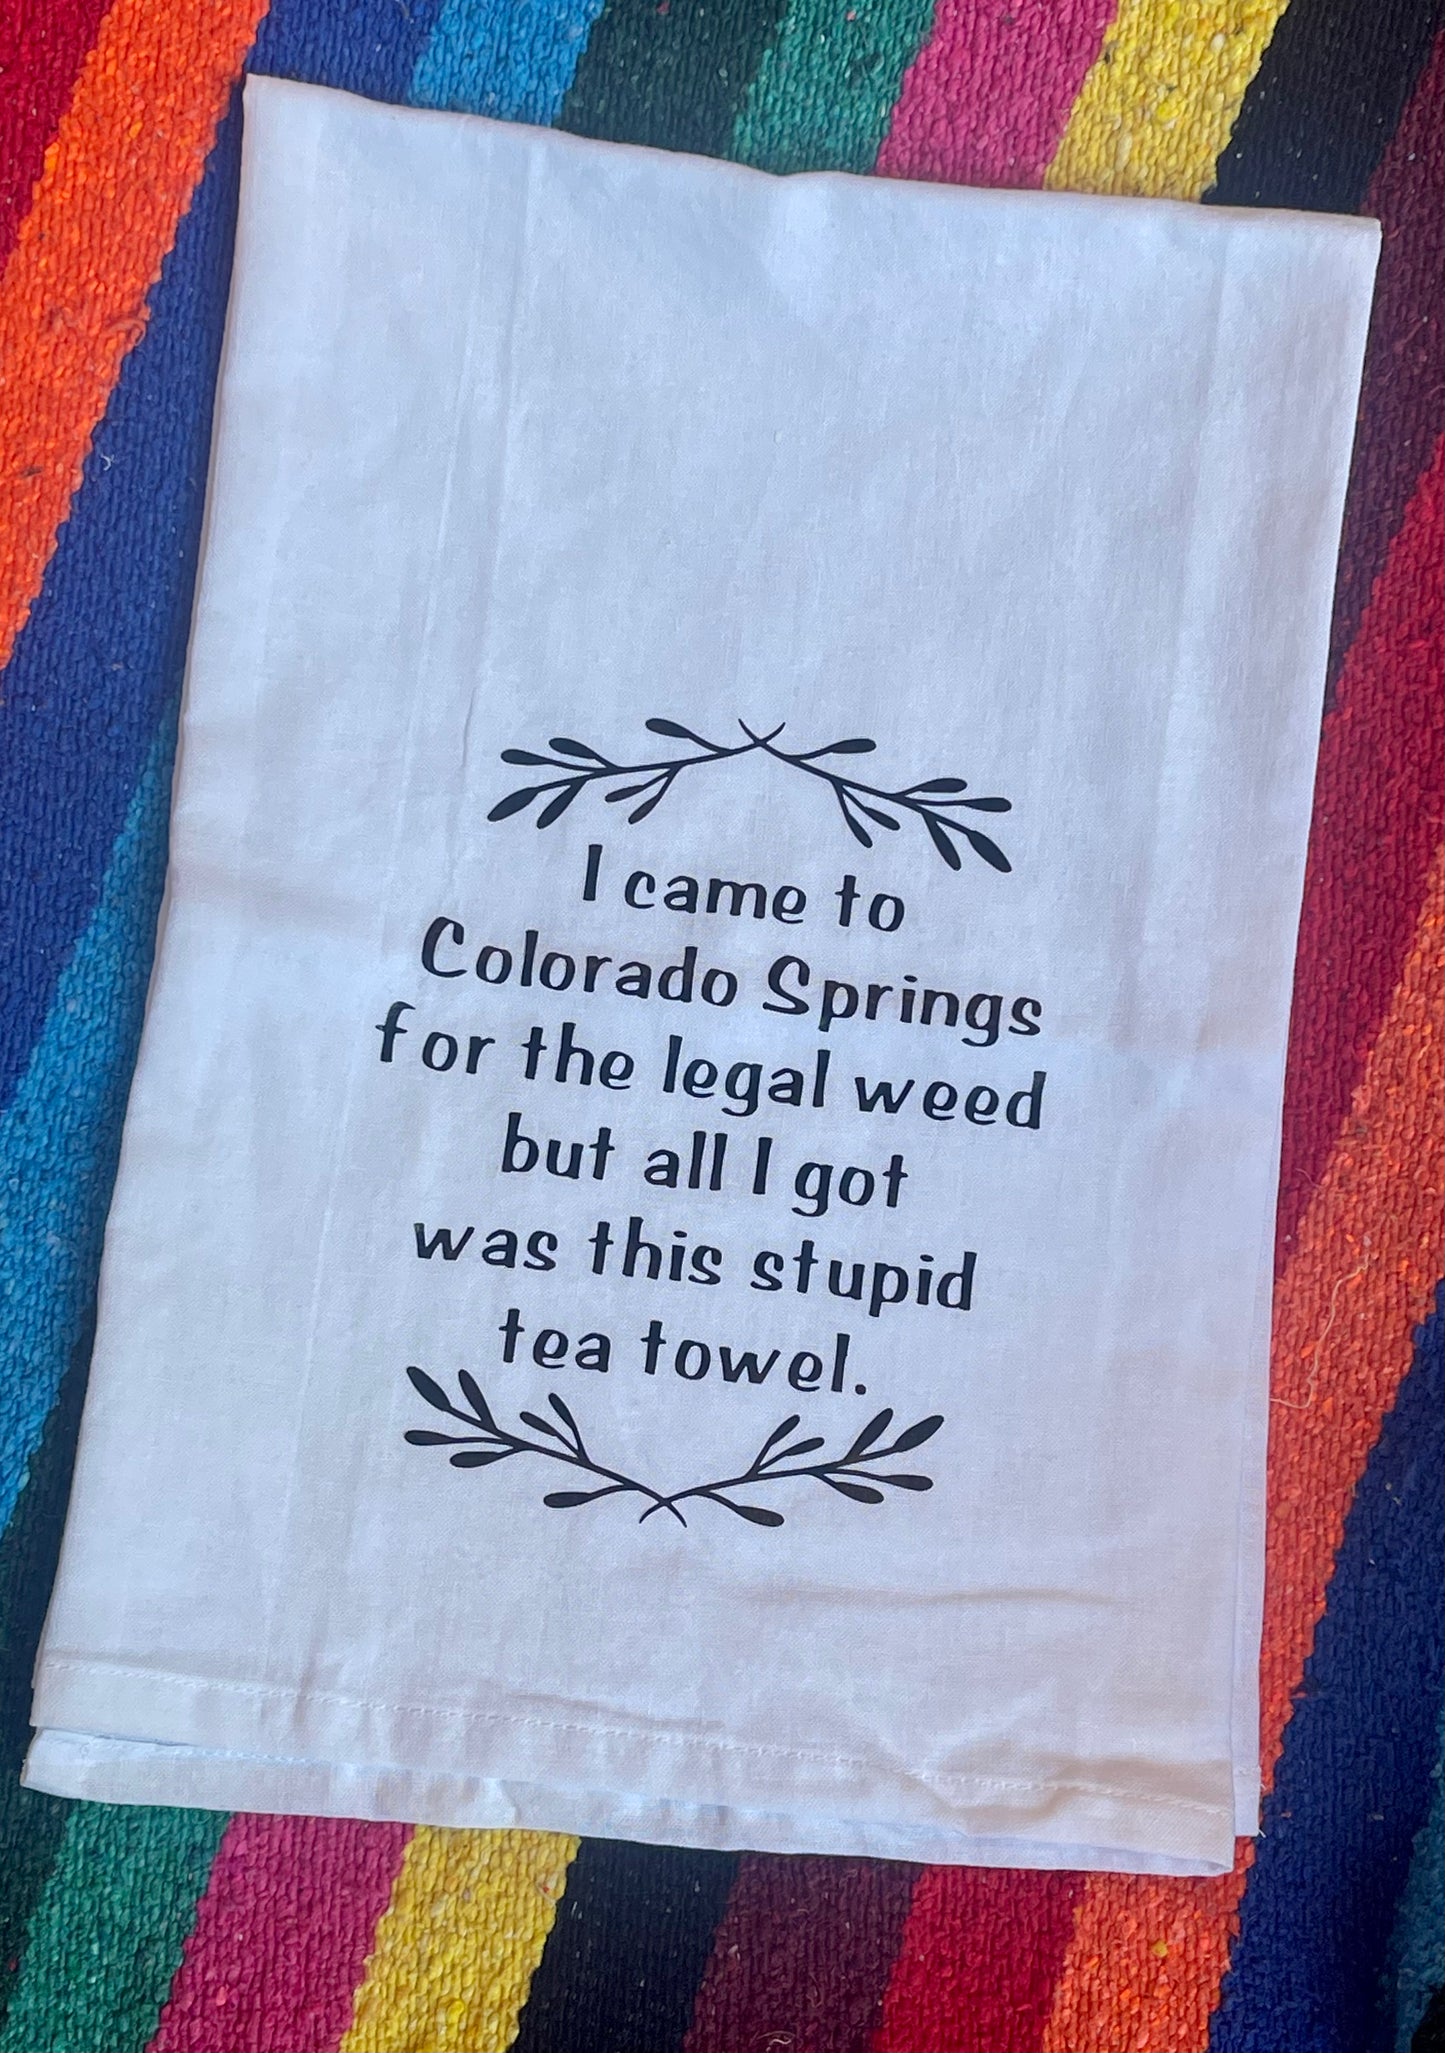 I came to
Colorado Springs
for the legal weed
but all I got
was this stupid
tea towel.